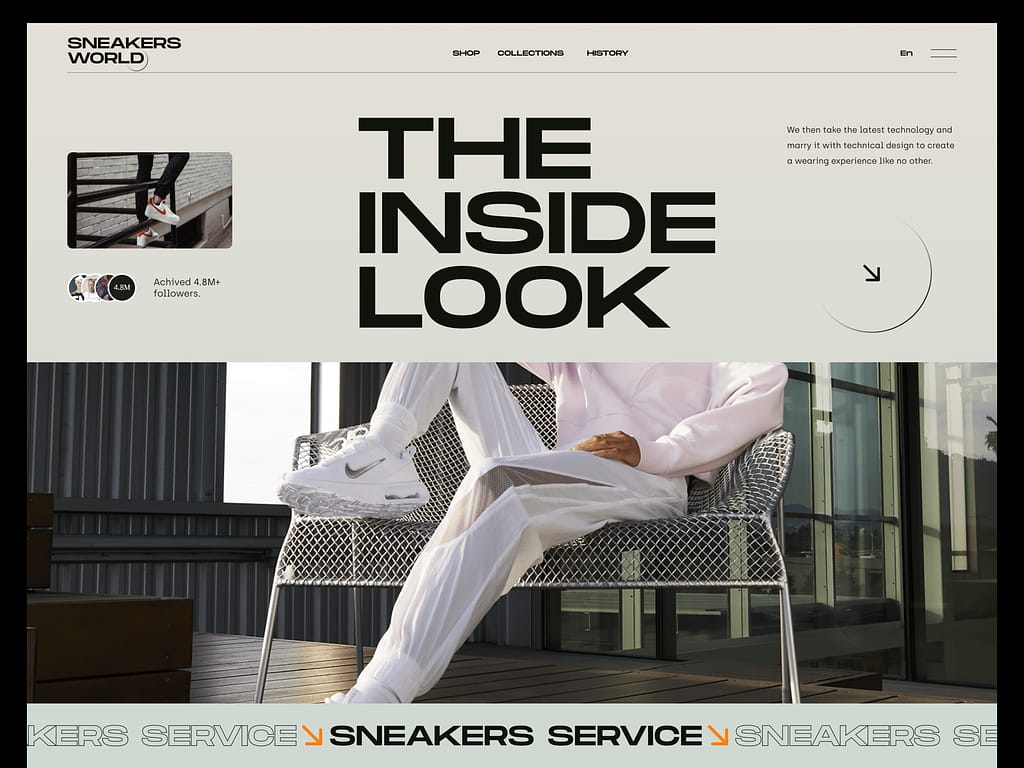 SNEAKERS
WORLD
SHOP COLLECTIONS HISTORY
En
THE
INSIDE
LOOK
We then take the latest technology and
marry it with technical design to create
a wearing experience like no other.
4.8M
Achived 4.8M+
followers.
KERS SERVICE SNEAKERS SERVICE SNEAKERS SE